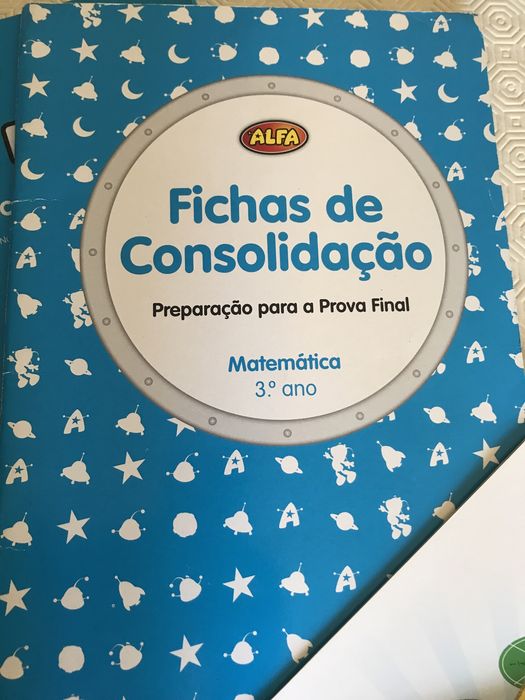 ALFA
Fichas de
Consolidação
Preparação para a Prova Final
Matemática
3.º ano